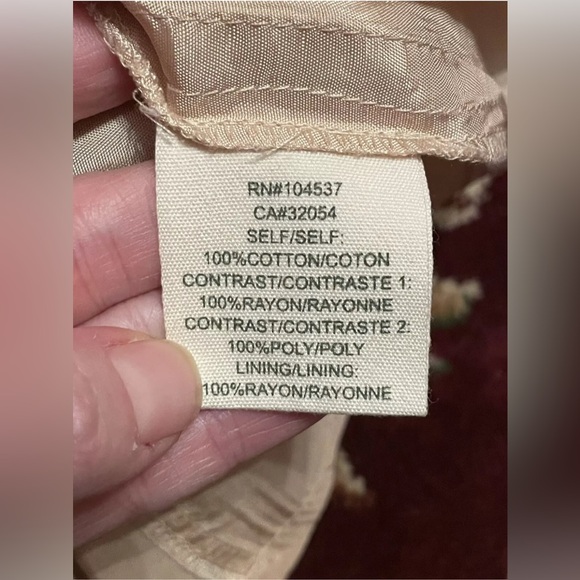 RN#104537
CA#32054
SELF/SELF:
100%COTTON/COTON
CONTRAST/CONTRASTE 1:
100%RAYON/RAYONNE
CONTRAST/CONTRASTE 2:
100%POLY/POLY
LINING/LINING:
100%RAYON/RAYONNE